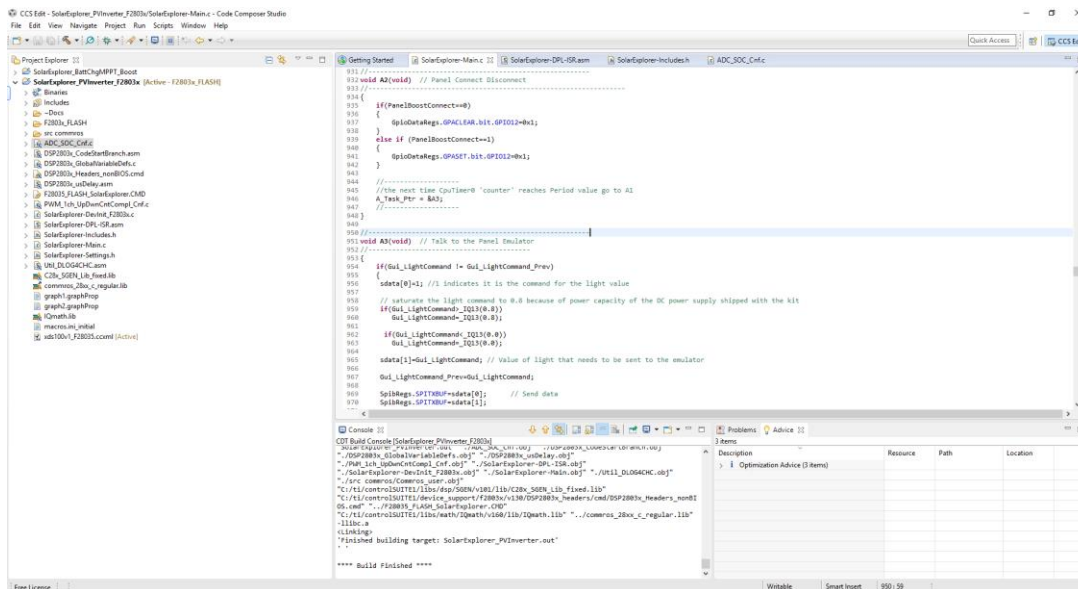 CCS Edit - SolarExplorer_PVInverter_F2803x/SolarExplorer-Main.c - Code Composer Studio
File Edit View Navigate Project Run Scripts Window Help
Quick Access
CCS Ed
Project Explorer
SolarExplorer_BattChgMPPT_Boost
SolarExplorer_PVInverter_F2803x [Active - F2803x_FLASH]
Binaries
Includes
~Docs
F2803x_FLASH
src commros
ADC_SOC_Cnf.c
DSP2803x_CodeStartBranch.asm
DSP2803x_GlobalVariableDefs.c
DSP2803x_Headers_nonBIOS.cmd
DSP2803x_usDelay.asm
F28035_FLASH_SolarExplorer.CMD
PWM_1ch_UpDwnCntCompl_Cnf.c
SolarExplorer-DevInit_F2803x.c
SolarExplorer-DPL-ISR.asm
SolarExplorer-Includes.h
SolarExplorer-Main.c
SolarExplorer-Settings.h
Util_DLOG4CHC.asm
C28x_SGEN_Lib_fixed.lib
commros_28xx_c_regular.lib
graph1.graphProp
graph2.graphProp
IQmath.lib
macros.ini_initial
xds100v1_F28035.ccxml [Active]
Getting Started SolarExplorer-Main.c SolarExplorer-DPL-ISR.asm SolarExplorer-Includes.h ADC_SOC_Cnf.c
931 //------------------------------------------------------
932 void A2(void) // Panel Connect Disconnect
933 //---------------------------------------------------------------
934 {
935 if(PanelBoostConnect==0)
936 {
937 GpioDataRegs.GPACLEAR.bit.GPIO12=0x1;
938 }
939 else if (PanelBoostConnect==1)
940 {
941 GpioDataRegs.GPASET.bit.GPIO12=0x1;
942 }
943
944 //-------------------
945 //the next time CpuTimer0 'counter' reaches Period value go to A1
946 A_Task_Ptr = &A3;
947 //-------------------
948 }
949
950 //------------------------------------------------------
951 void A3(void) // Talk to the Panel Emulator
952 //----------------------------------------
953 {
954 if(Gui_LightCommand != Gui_LightCommand_Prev)
955 {
956 sdata[0]=1; //1 indicates it is the command for the light value
957
958 // saturate the light command to 0.8 because of power capacity of the DC power supply shipped with the kit
959 if(Gui_LightCommand>_IQ13(0.8))
960 Gui_LightCommand=_IQ13(0.8);
961
962 if(Gui_LightCommand<_IQ13(0.0))
963 Gui_LightCommand=_IQ13(0.0);
964
965 sdata[1]=Gui_LightCommand; // Value of light that needs to be sent to the emulator
966
967 Gui_LightCommand_Prev=Gui_LightCommand;
968
969 SpibRegs.SPITXBUF=sdata[0]; // Send data
970 SpibRegs.SPITXBUF=sdata[1];
Console
CDT Build Console [SolarExplorer_PVInverter_F2803x]
"./DSP2803x_GlobalVariableDefs.obj" "./DSP2803x_usDelay.obj"
"./PWM_1ch_UpDwnCntCompl_Cnf.obj" "./SolarExplorer-DPL-ISR.obj"
"./SolarExplorer-DevInit_F2803x.obj" "./SolarExplorer-Main.obj" "./Util_DLOG4CHC.obj"
"./src commros/Commros_user.obj"
"C:/ti/controlSUITE1/libs/dsp/SGEN/v101/lib/C28x_SGEN_Lib_fixed.lib"
"C:/ti/controlSUITE1/device_support/f2803x/v130/DSP2803x_headers/cmd/DSP2803x_Headers_nonBI
OS.cmd" "../F28035_FLASH_SolarExplorer.CMD"
"C:/ti/controlSUITE1/libs/math/IQmath/v160/lib/IQmath.lib" "../commros_28xx_c_regular.lib"
-llibc.a
<Linking>
'Finished building target: SolarExplorer_PVInverter.out'
' '
**** Build Finished ****
Problems Advice
3 items
Description Resource Path Location
Optimization Advice (3 items)
Free License Writable Smart Insert 950 : 59